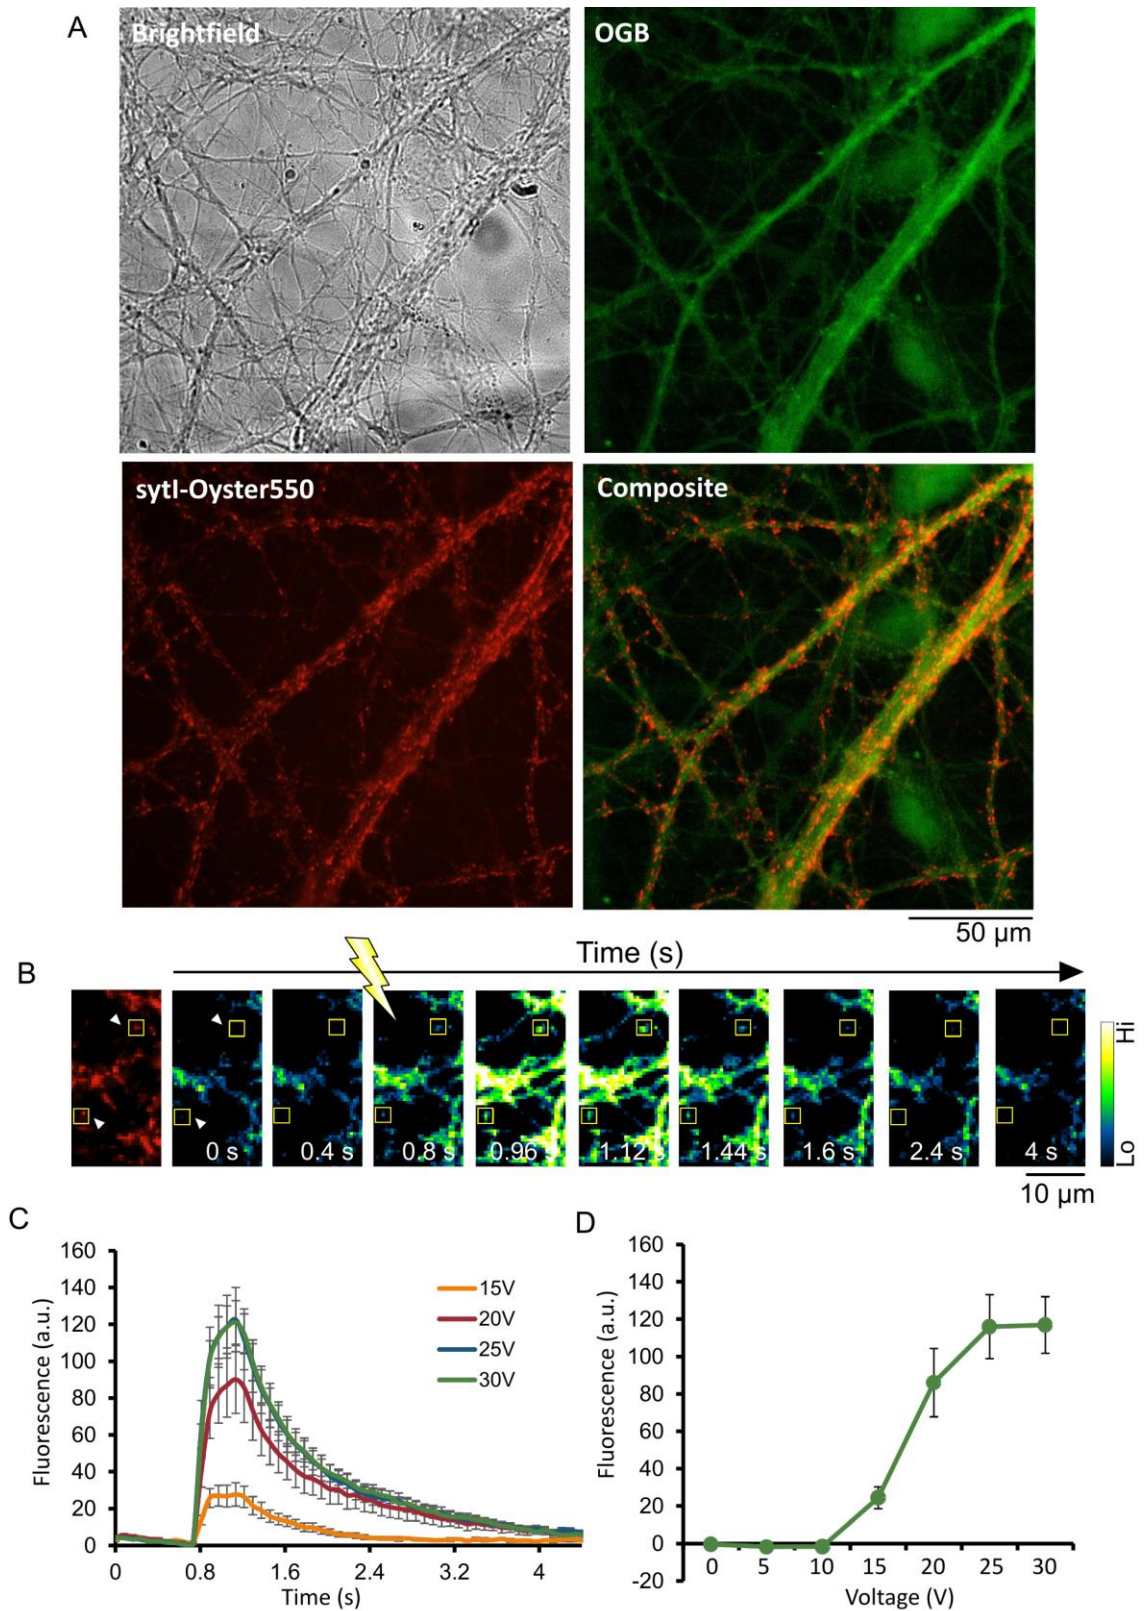 A
Brightfield
OGB
sytI-Oyster550
Composite
50 µm
B
Time (s)
0 s
0.4 s
0.8 s
0.96 s
1.12 s
1.44 s
1.6 s
2.4 s
4 s
Hi
Lo
10 µm
C
Fluorescence (a.u.)
160
140
120
100
80
60
40
20
0
0
0.8
1.6
2.4
3.2
4
Time (s)
15V
20V
25V
30V
D
Fluorescence (a.u.)
160
140
120
100
80
60
40
20
0
-20
0
5
10
15
20
25
30
Voltage (V)